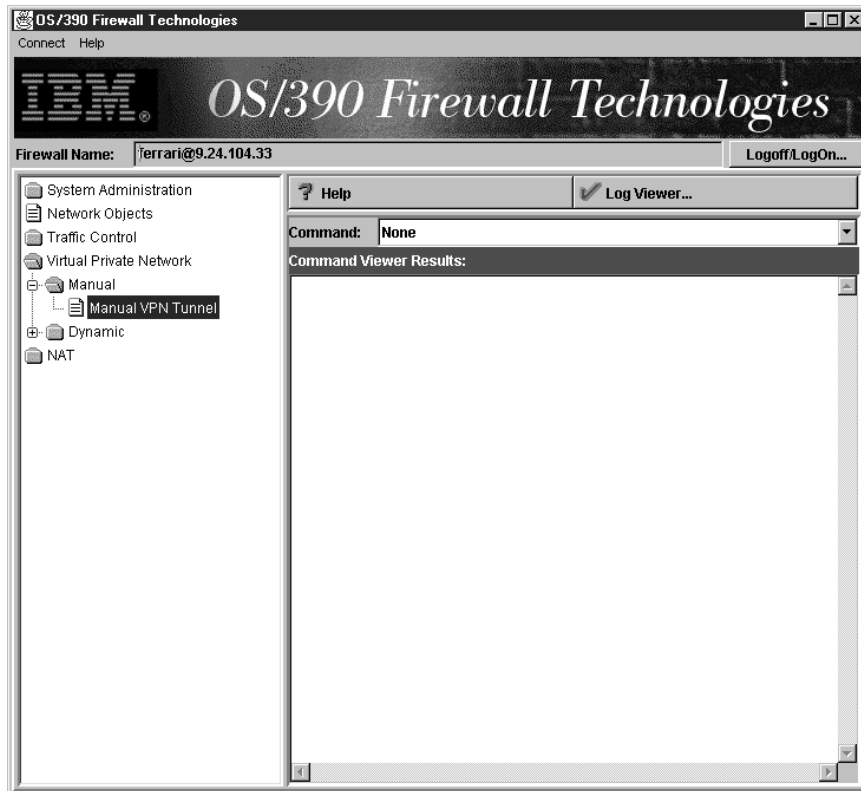 OS/390 Firewall Technologies
Connect Help
IBM® OS/390 Firewall Technologies
Firewall Name: ferrari@9.24.104.33 Logoff/LogOn...
System Administration
Network Objects
Traffic Control
Virtual Private Network
Manual
Manual VPN Tunnel
Dynamic
NAT
Help Log Viewer...
Command: None
Command Viewer Results: